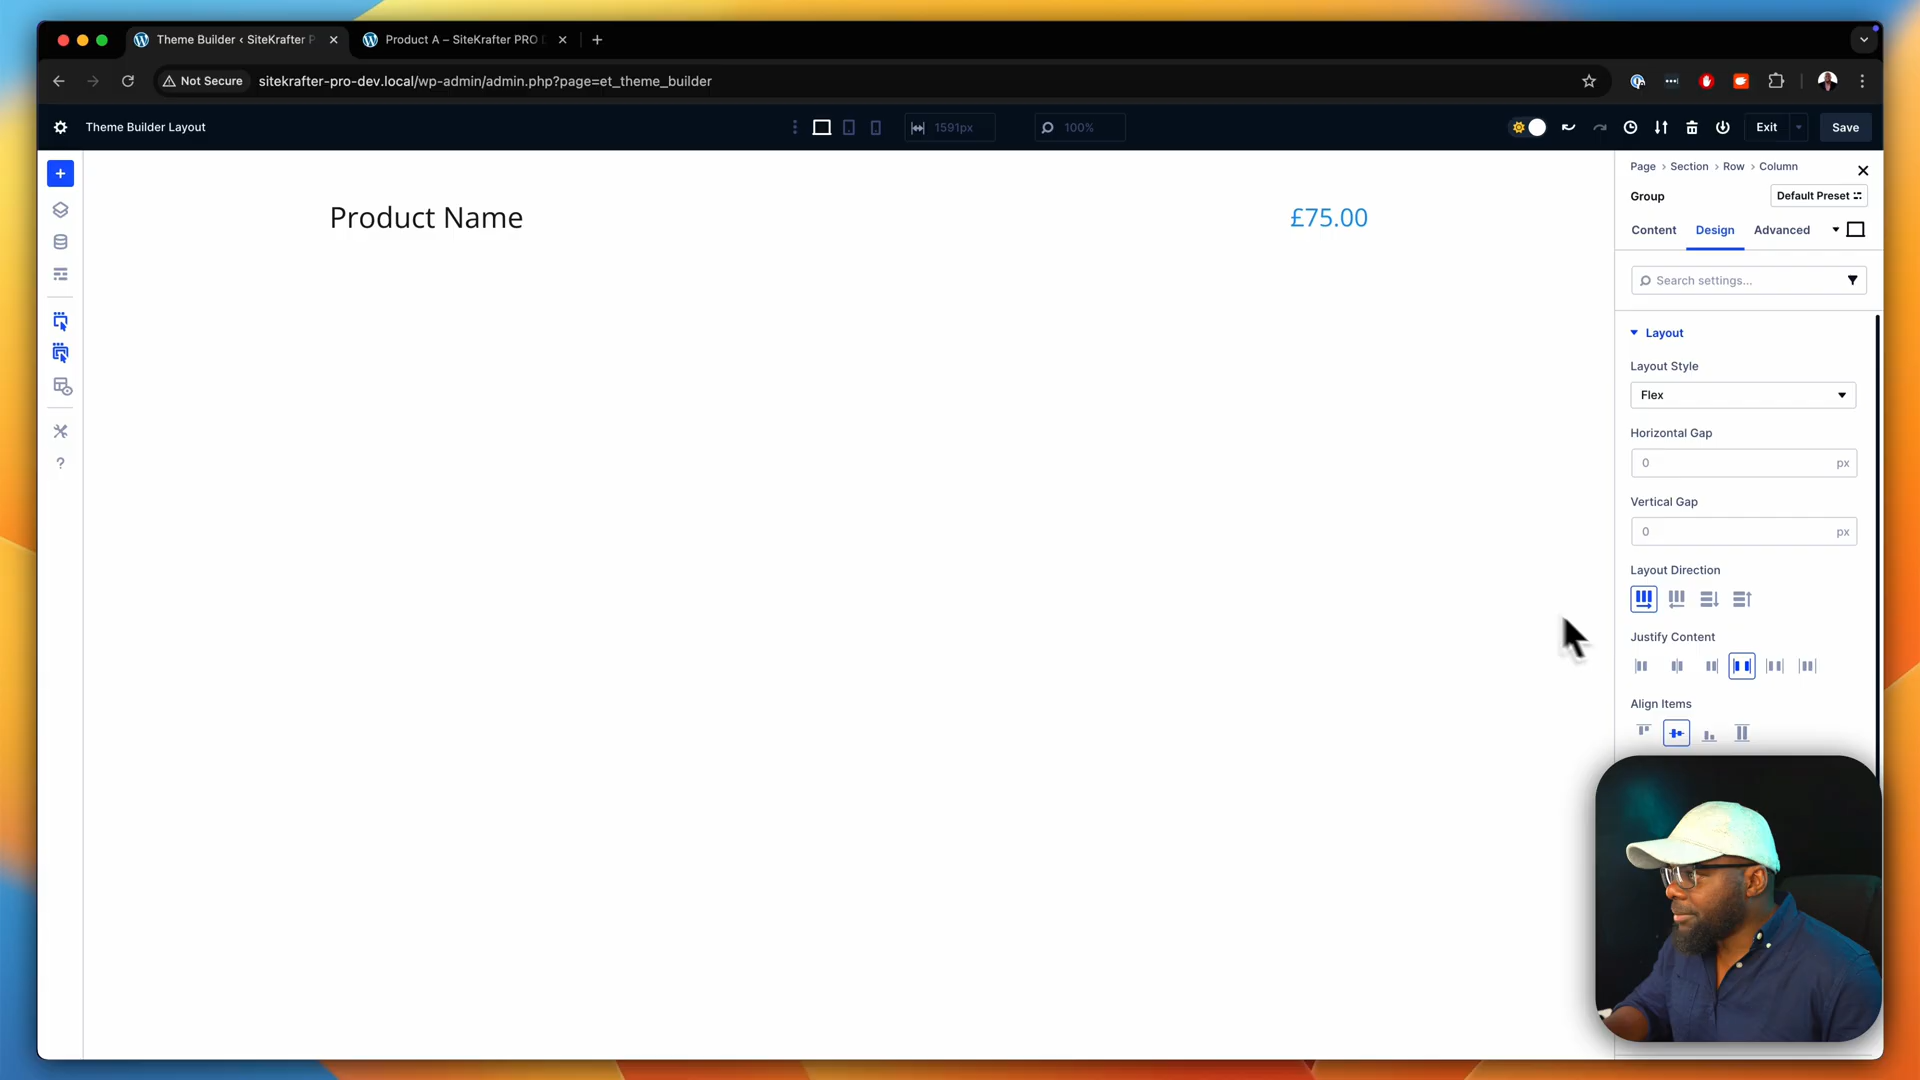 Theme Builder ‹ SiteKrafter P
Product A – SiteKrafter PRO
Not Secure
sitekrafter-pro-dev.local/wp-admin/admin.php?page=et_theme_builder
Theme Builder Layout
1591px
100%
Exit
Save
Page > Section > Row > Column
Group
Default Preset
Content
Design
Advanced
Search settings...
Product Name
£75.00
Layout
Layout Style
Flex
Horizontal Gap
0 px
Vertical Gap
0 px
Layout Direction
Justify Content
Align Items